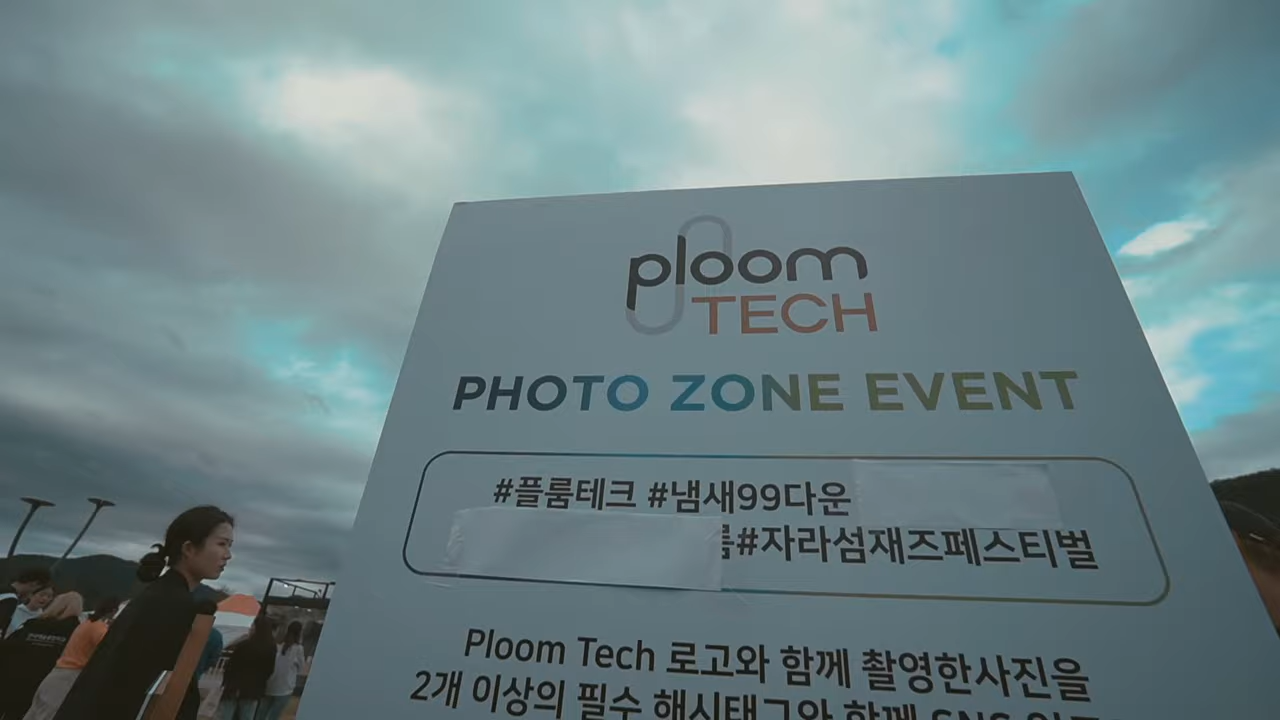 ploom
TECH
PHOTO ZONE EVENT
#플룸테크 #냄새99다운
#자라섬재즈페스티벌
Ploom Tech 로고와 함께 촬영한사진을
2개 이상의 필수 해시태그와 함께 SNS